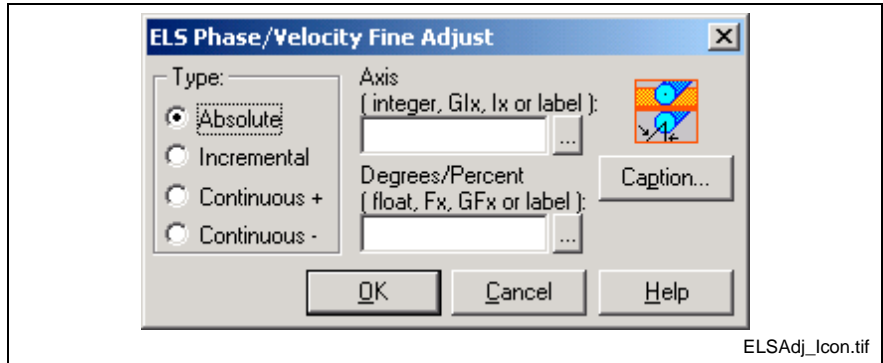 ELS Phase/Velocity Fine Adjust
Type:
Absolute
Incremental
Continuous +
Continuous -
Axis
( integer, GIx, Ix or label ):
...
Degrees/Percent
( float, Fx, GFx or label ):
...
Caption...
OK
Cancel
Help
ELSAdj_Icon.tif